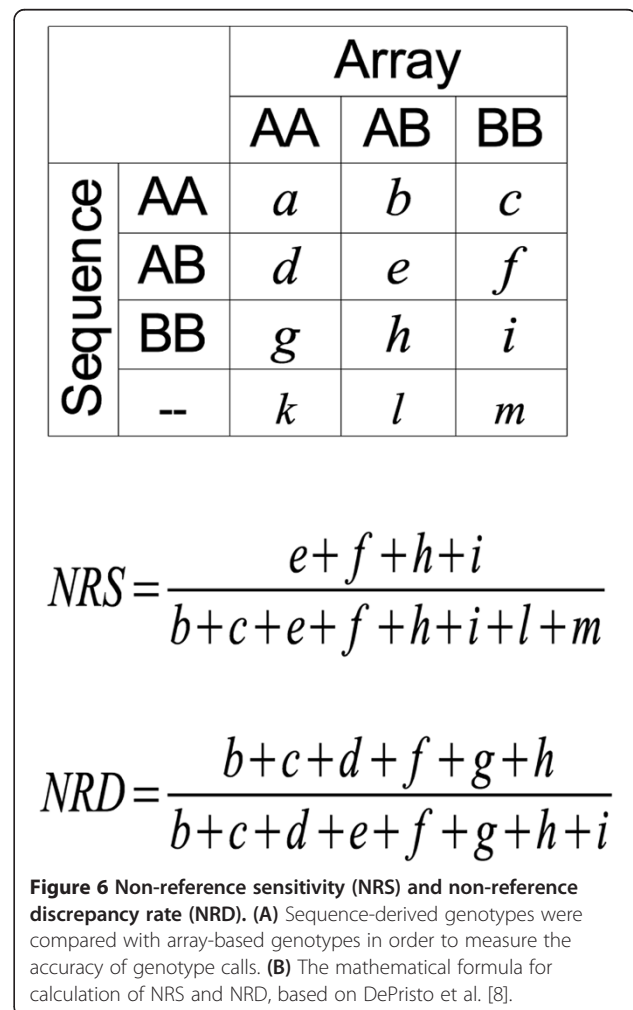 Array
AA AB BB
Sequence
AA a b c
AB d e f
BB g h i
-- k l m
NRS = e+f+h+i / b+c+e+f+h+i+l+m
NRD = b+c+d+f+g+h / b+c+d+e+f+g+h+i
Figure 6 Non-reference sensitivity (NRS) and non-reference
discrepancy rate (NRD). (A) Sequence-derived genotypes were
compared with array-based genotypes in order to measure the
accuracy of genotype calls. (B) The mathematical formula for
calculation of NRS and NRD, based on DePristo et al. [8].